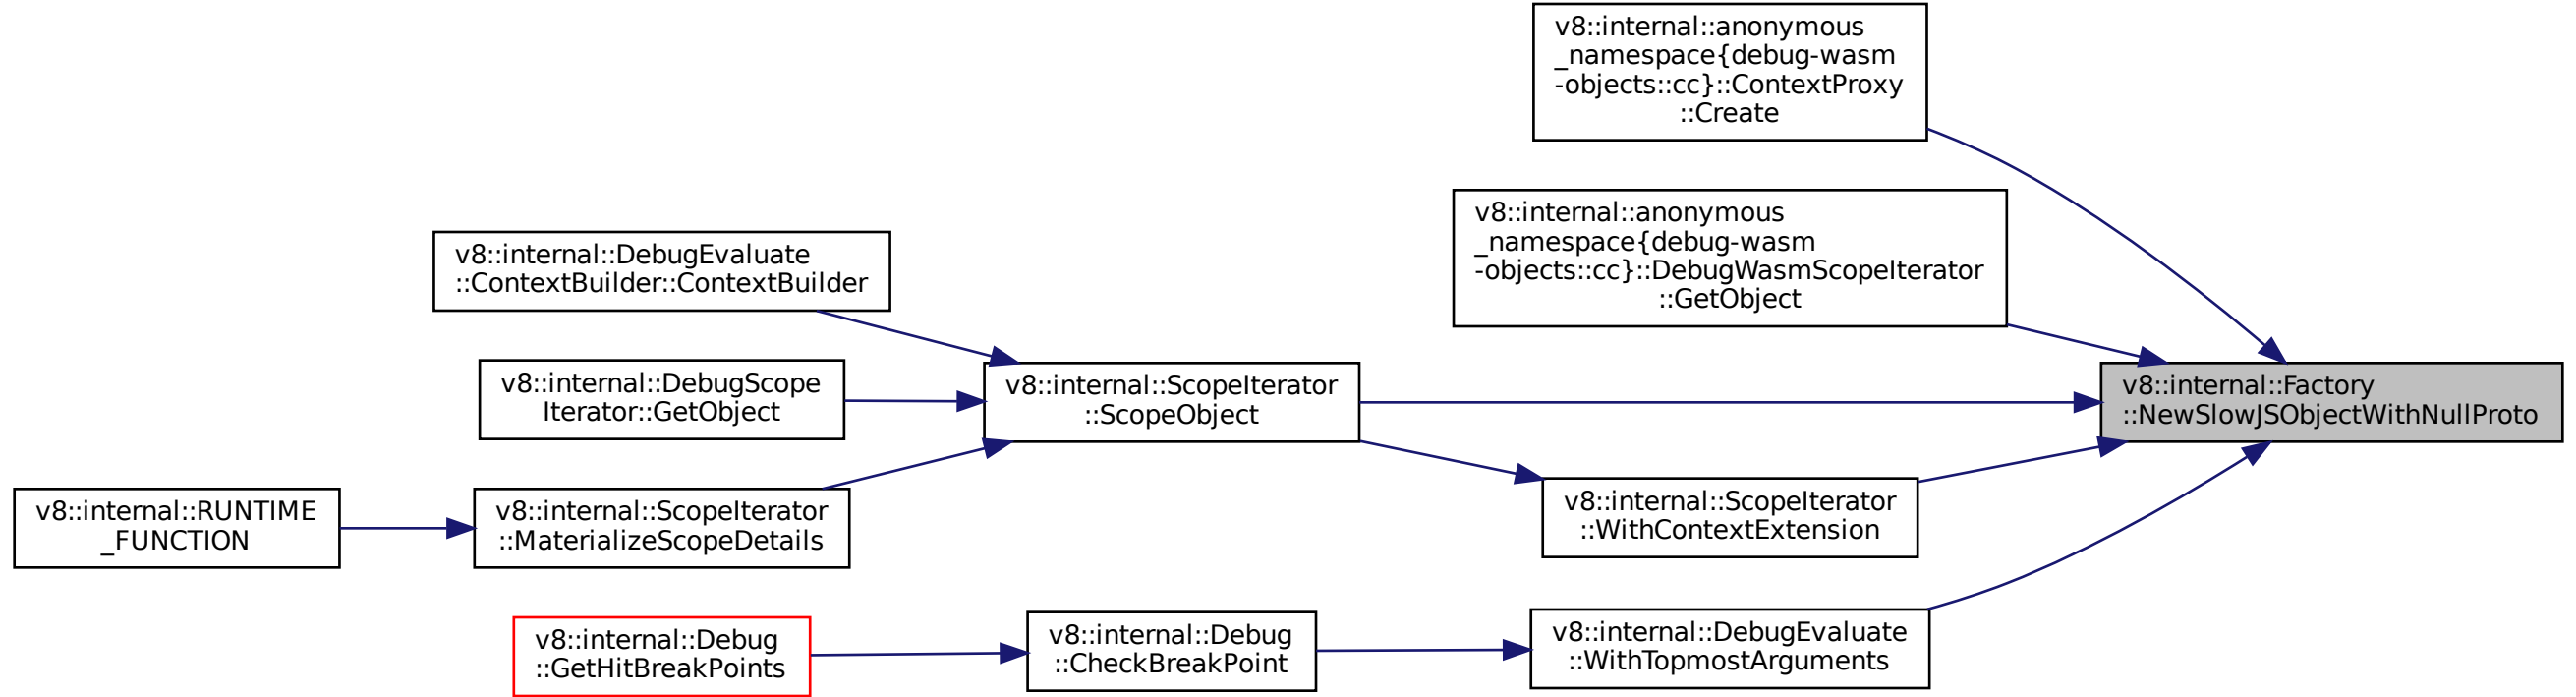 v8::internal::anonymous
_namespace{debug-wasm
-objects::cc}::ContextProxy
::Create
v8::internal::anonymous
_namespace{debug-wasm
-objects::cc}::DebugWasmScopeIterator
::GetObject
v8::internal::DebugEvaluate
::ContextBuilder::ContextBuilder
v8::internal::DebugScope
Iterator::GetObject
v8::internal::ScopeIterator
::ScopeObject
v8::internal::Factory
::NewSlowJSObjectWithNullProto
v8::internal::RUNTIME
_FUNCTION
v8::internal::ScopeIterator
::MaterializeScopeDetails
v8::internal::ScopeIterator
::WithContextExtension
v8::internal::Debug
::GetHitBreakPoints
v8::internal::Debug
::CheckBreakPoint
v8::internal::DebugEvaluate
::WithTopmostArguments